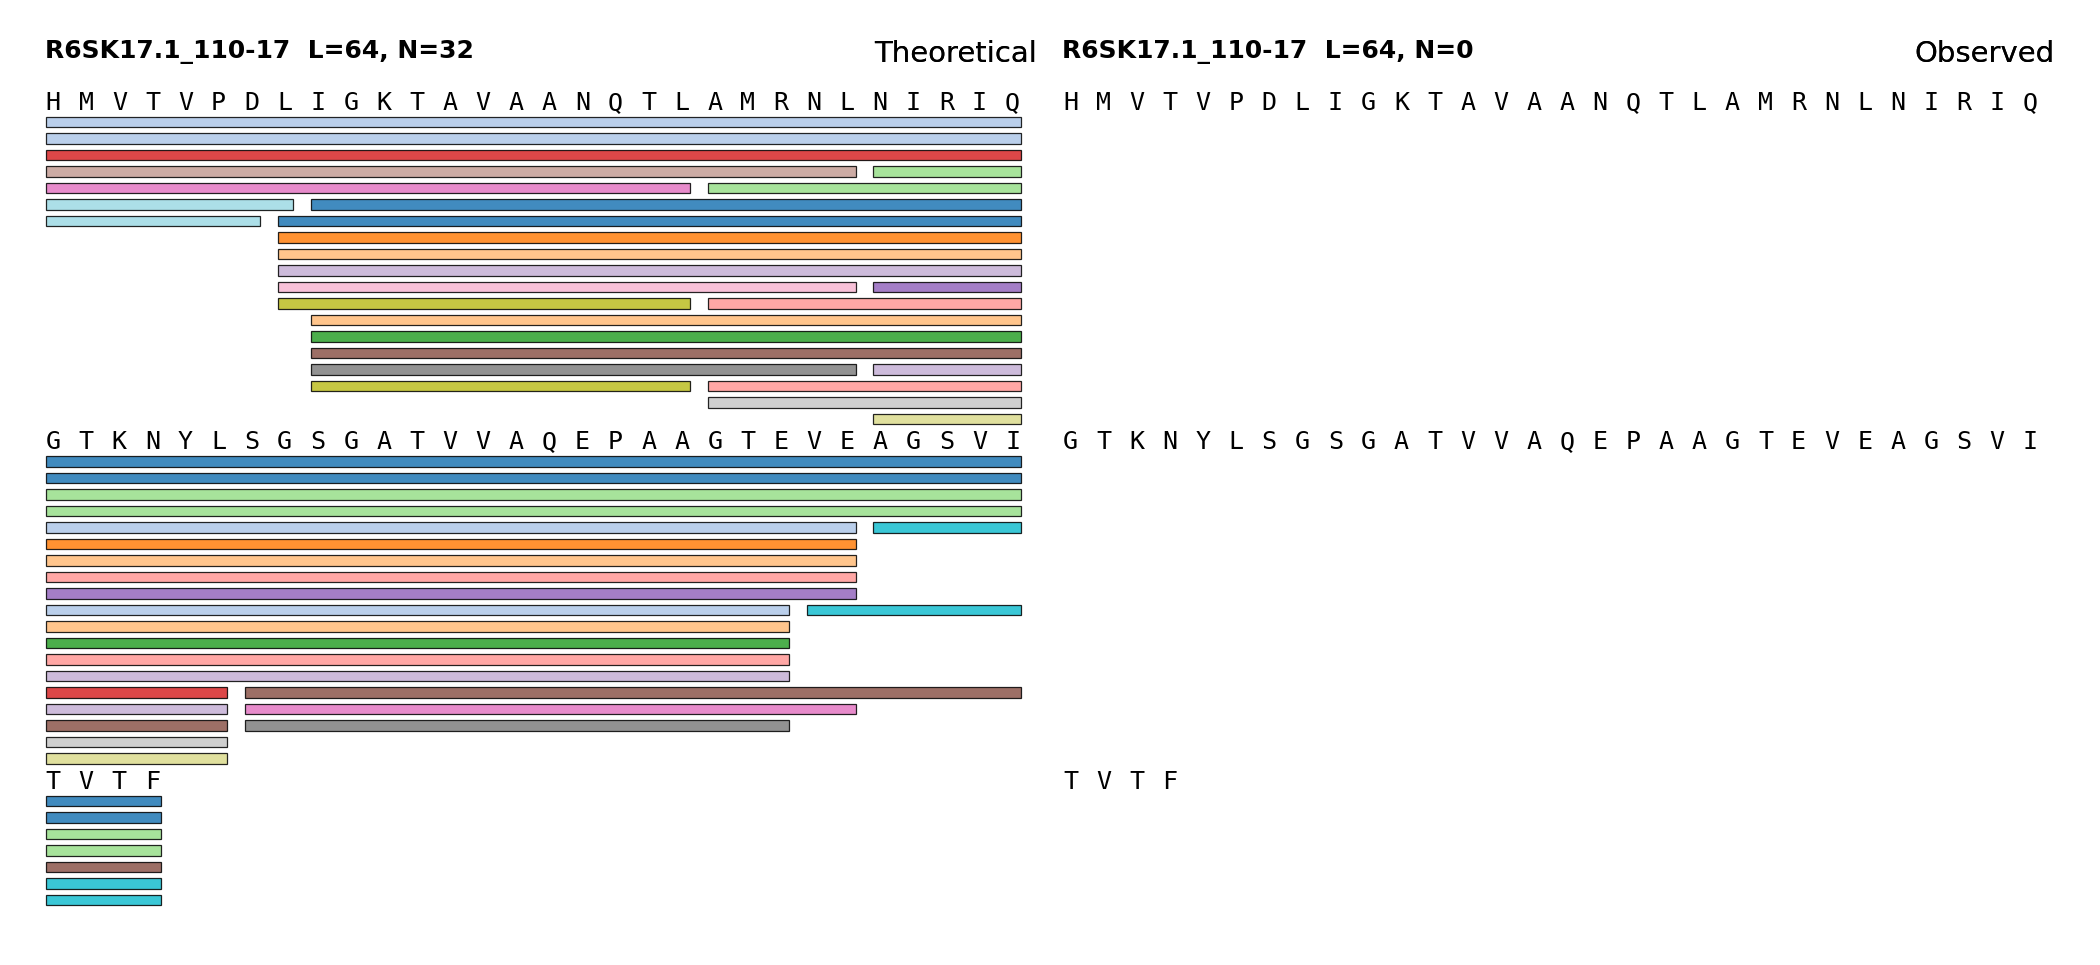 R6SK17.1_110-17 L=64, N=32 Theoretical
H M V T V P D L I G K T A V A A N Q T L A M R N L N I R I Q
G T K N Y L S G S G A T V V A Q E P A A G T E V E A G S V I
T V T F
R6SK17.1_110-17 L=64, N=0 Observed
H M V T V P D L I G K T A V A A N Q T L A M R N L N I R I Q
G T K N Y L S G S G A T V V A Q E P A A G T E V E A G S V I
T V T F